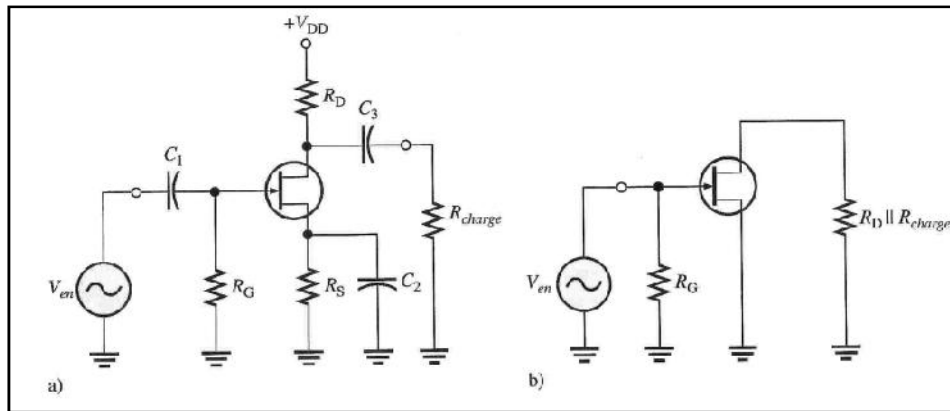 +V_DD
R_D
C_3
C_1
R_charge
V_en
R_G
R_S
C_2
a)
R_D || R_charge
V_en
R_G
b)